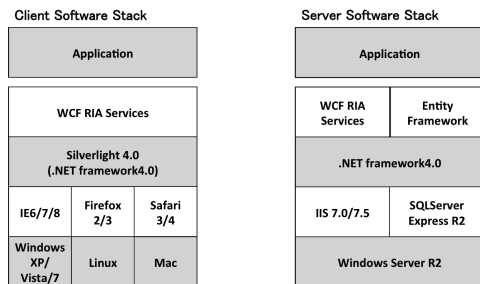 Client Software Stack
Application
WCF RIA Services
Silverlight 4.0
(.NET framework4.0)
IE6/7/8
Firefox
2/3
Safari
3/4
Windows
XP/
Vista/7
Linux
Mac
Server Software Stack
Application
WCF RIA
Services
Entity
Framework
.NET framework4.0
IIS 7.0/7.5
SQLServer
Express R2
Windows Server R2